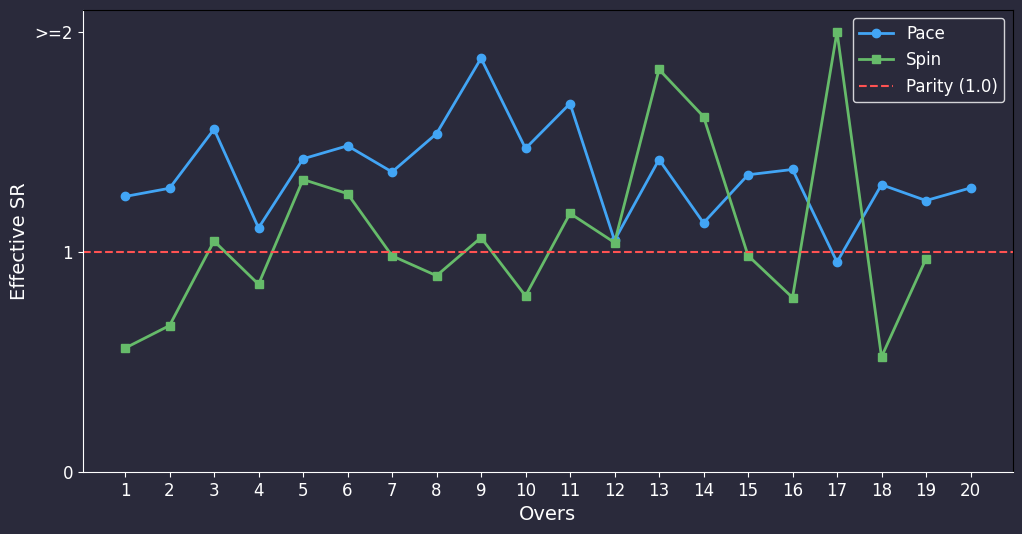 >=2
1
0
Effective SR
Pace
Spin
Parity (1.0)
1 2 3 4 5 6 7 8 9 10 11 12 13 14 15 16 17 18 19 20
Overs